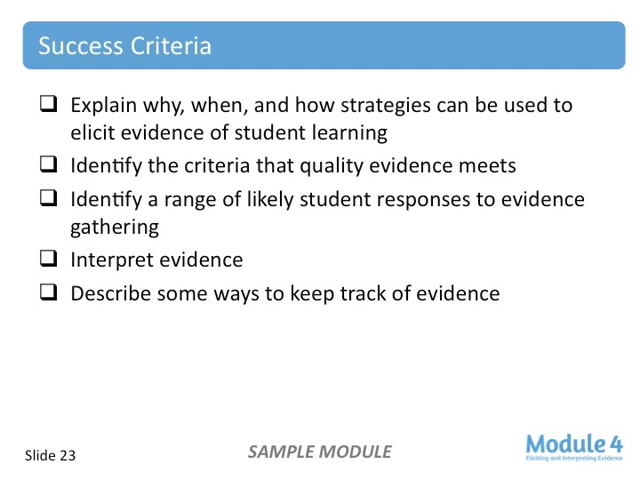 Success Criteria
❑ Explain why, when, and how strategies can be used to
elicit evidence of student learning
❑ Identify the criteria that quality evidence meets
❑ Identify a range of likely student responses to evidence
gathering
❑ Interpret evidence
❑ Describe some ways to keep track of evidence
Slide 23
SAMPLE MODULE
Module 4
Eliciting and Interpreting Evidence